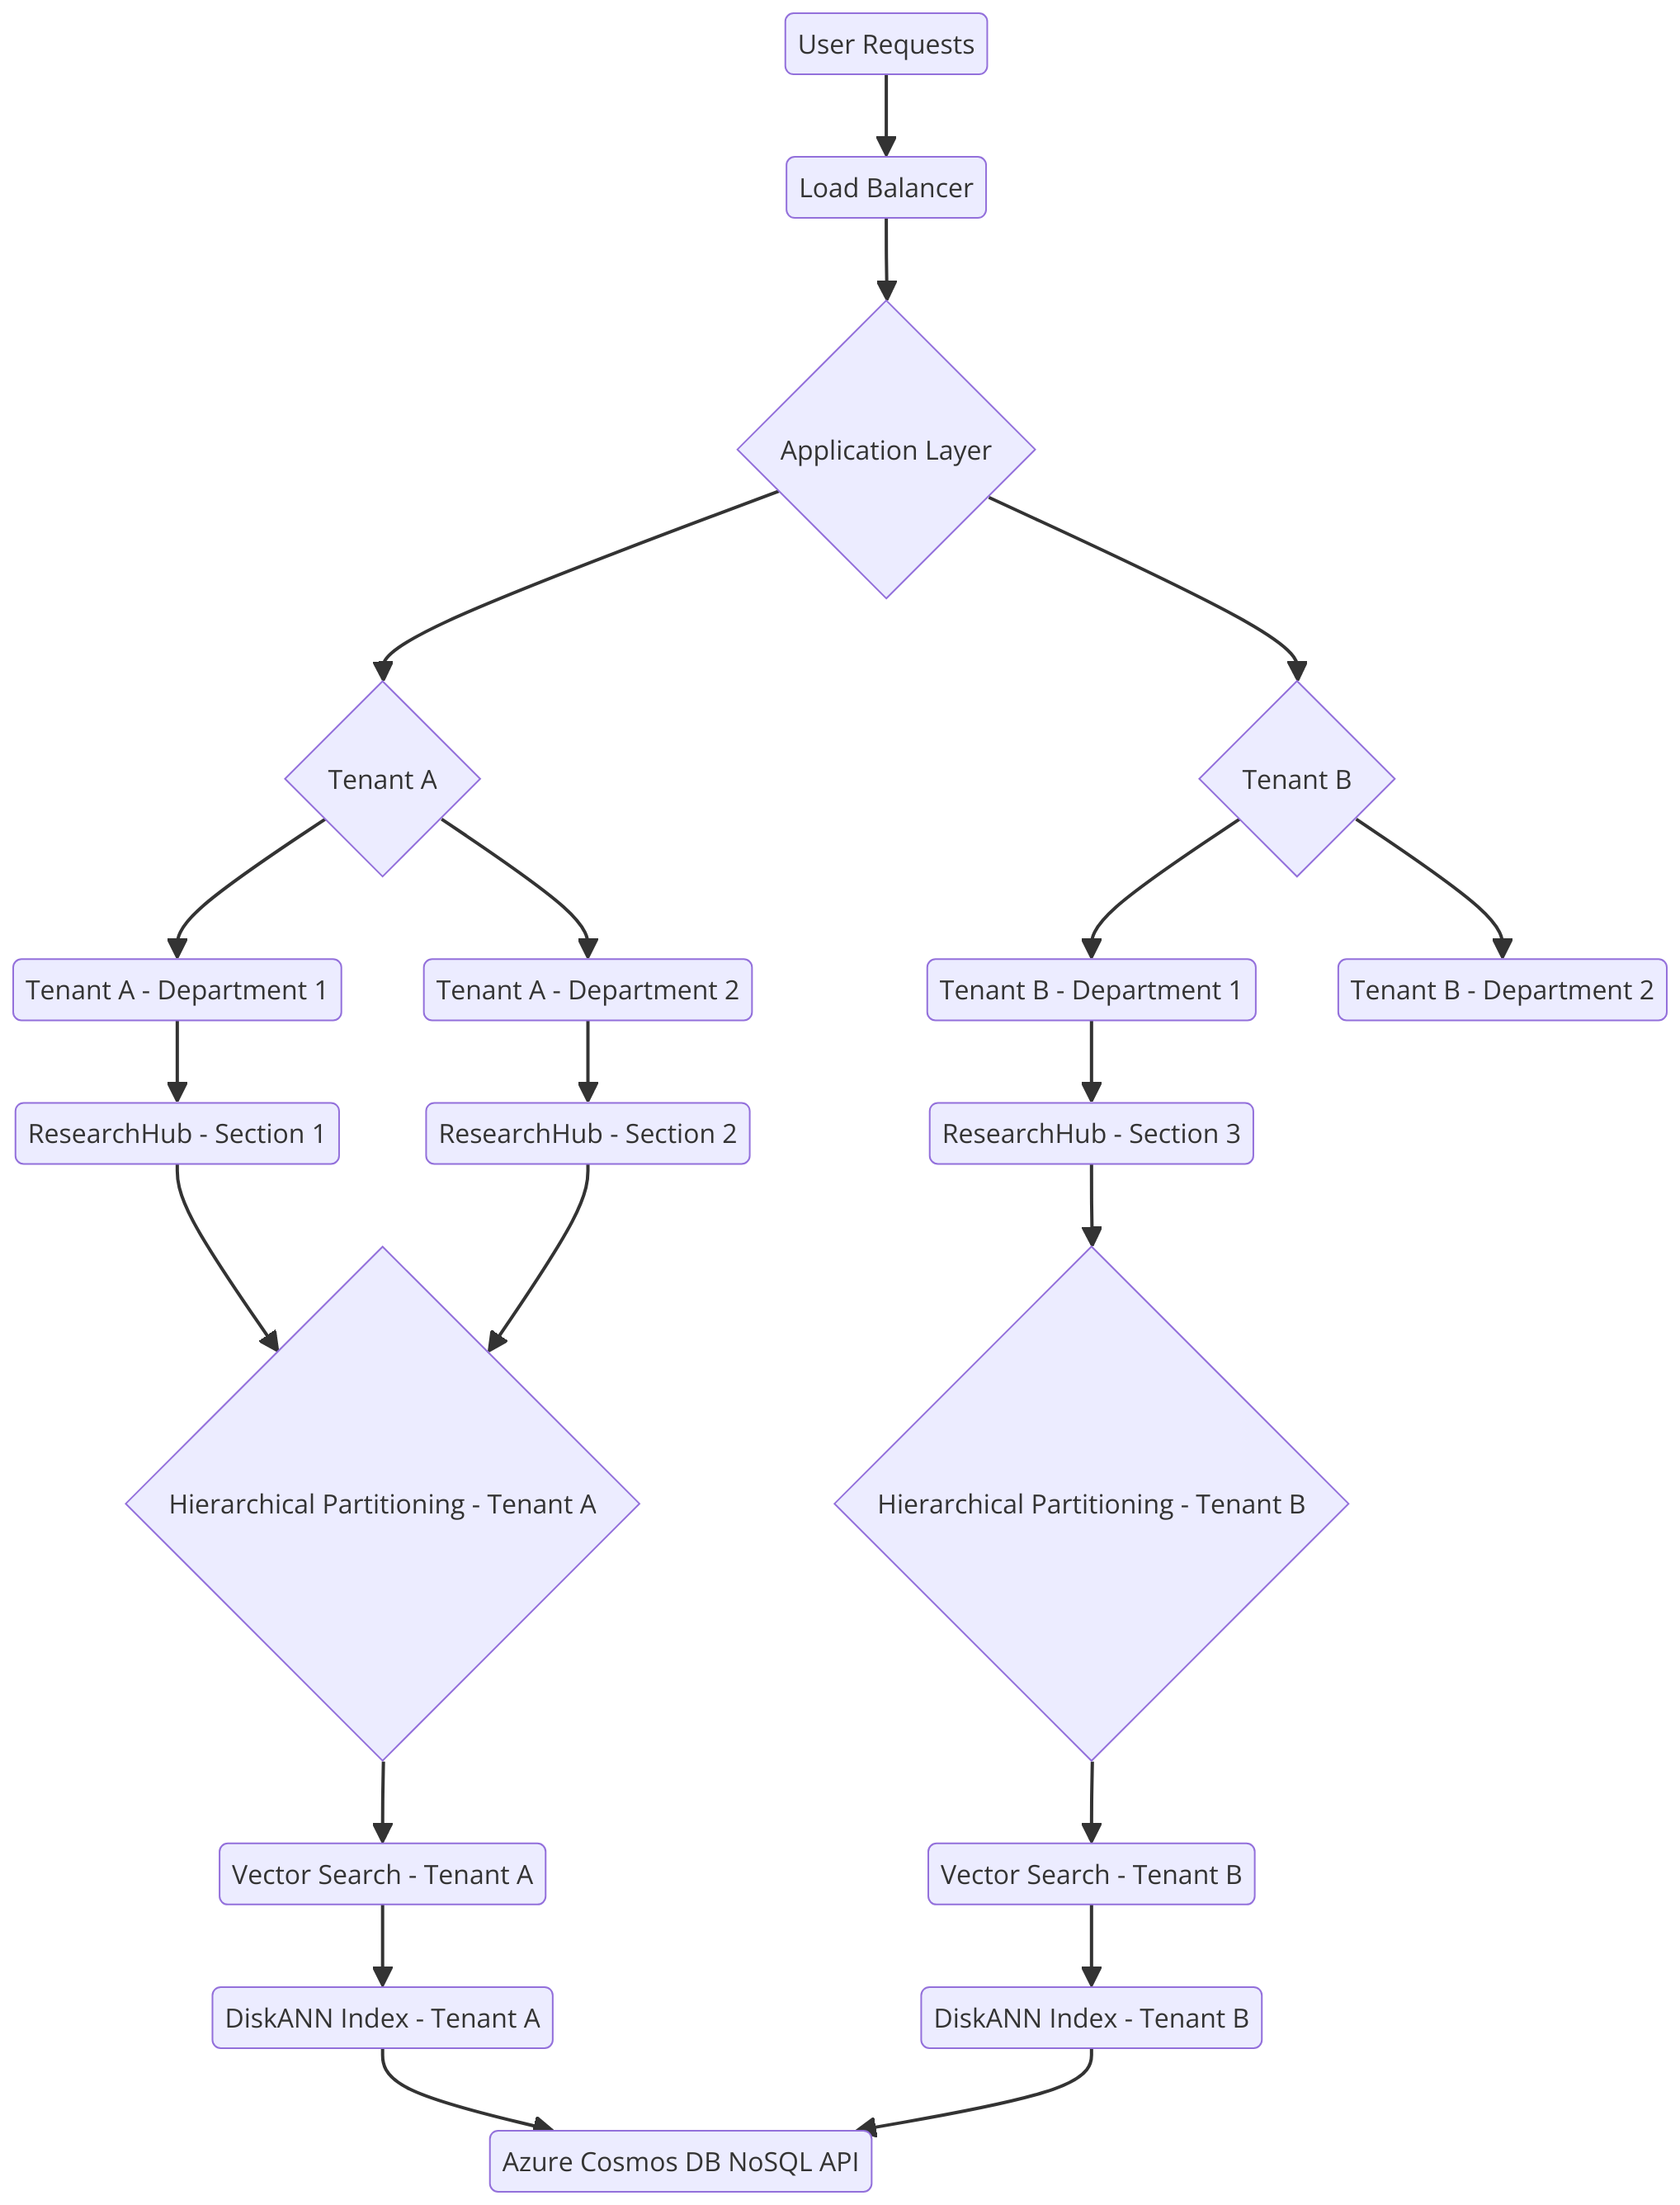 User Requests
Load Balancer
Application Layer
Tenant A
Tenant B
Tenant A - Department 1
Tenant A - Department 2
Tenant B - Department 1
Tenant B - Department 2
ResearchHub - Section 1
ResearchHub - Section 2
ResearchHub - Section 3
Hierarchical Partitioning - Tenant A
Hierarchical Partitioning - Tenant B
Vector Search - Tenant A
Vector Search - Tenant B
DiskANN Index - Tenant A
DiskANN Index - Tenant B
Azure Cosmos DB NoSQL API